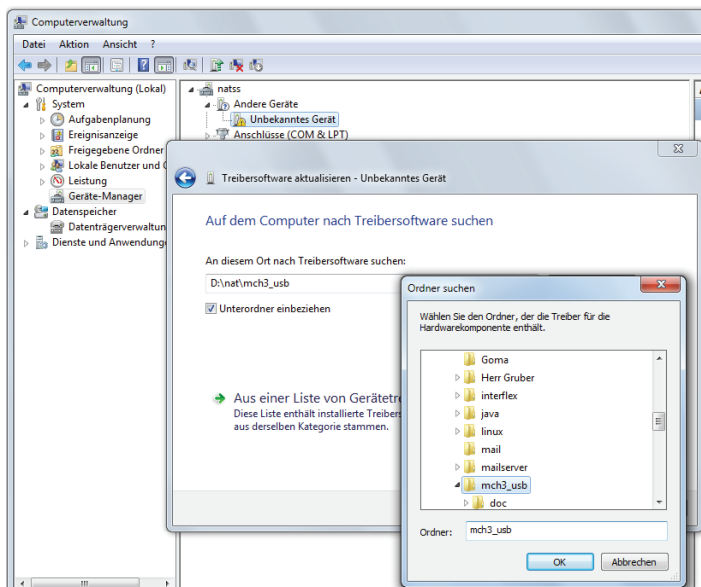 Computerverwaltung
Datei Aktion Ansicht ?
Computerverwaltung (Lokal)
System
Aufgabenplanung
Ereignisanzeige
Freigegebene Ordner
Lokale Benutzer und G
Leistung
Geräte-Manager
Datenspeicher
Datenträgerverwaltun
Dienste und Anwendunge
natss
Andere Geräte
Unbekanntes Gerät
Anschlüsse (COM & LPT)
Treibersoftware aktualisieren - Unbekanntes Gerät
Auf dem Computer nach Treibersoftware suchen
An diesem Ort nach Treibersoftware suchen:
D:\nat\mch3_usb
Unterordner einbeziehen
Aus einer Liste von Gerätetre
Diese Liste enthält installierte Treibers
aus derselben Kategorie stammen.
Ordner suchen
Wählen Sie den Ordner, der die Treiber für die
Hardwarekomponente enthält.
Goma
Herr Gruber
interflex
java
linux
mail
mailserver
mch3_usb
doc
Ordner: mch3_usb
OK Abbrechen